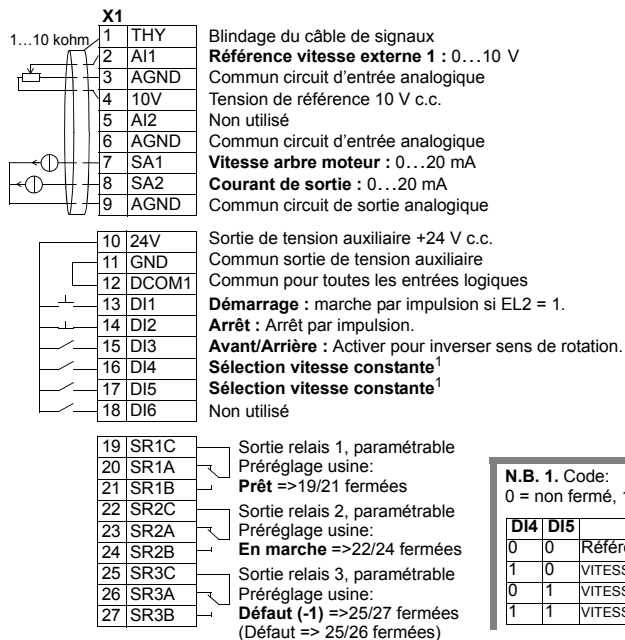 X1
1…10 kohm
1 THY Blindage du câble de signaux
2 AI1 Référence vitesse externe 1 : 0…10 V
3 AGND Commun circuit d'entrée analogique
4 10V Tension de référence 10 V c.c.
5 AI2 Non utilisé
6 AGND Commun circuit d'entrée analogique
7 SA1 Vitesse arbre moteur : 0…20 mA
8 SA2 Courant de sortie : 0…20 mA
9 AGND Commun circuit de sortie analogique
10 24V Sortie de tension auxiliaire +24 V c.c.
11 GND Commun sortie de tension auxiliaire
12 DCOM1 Commun pour toutes les entrées logiques
13 DI1 Démarrage : marche par impulsion si EL2 = 1.
14 DI2 Arrêt : Arrêt par impulsion.
15 DI3 Avant/Arrière : Activer pour inverser sens de rotation.
16 DI4 Sélection vitesse constante1
17 DI5 Sélection vitesse constante1
18 DI6 Non utilisé
19 SR1C Sortie relais 1, paramétrable
20 SR1A Préréglage usine:
21 SR1B Prêt =>19/21 fermées
22 SR2C Sortie relais 2, paramétrable
23 SR2A Préréglage usine:
24 SR2B En marche =>22/24 fermées
25 SR3C Sortie relais 3, paramétrable
26 SR3A Préréglage usine:
27 SR3B Défaut (-1) =>25/27 fermées
(Défaut => 25/26 fermées)
N.B. 1. Code:
0 = non fermé, 1
DI4 DI5
0 0 Référe
1 0 VITESS
0 1 VITESS
1 1 VITESS